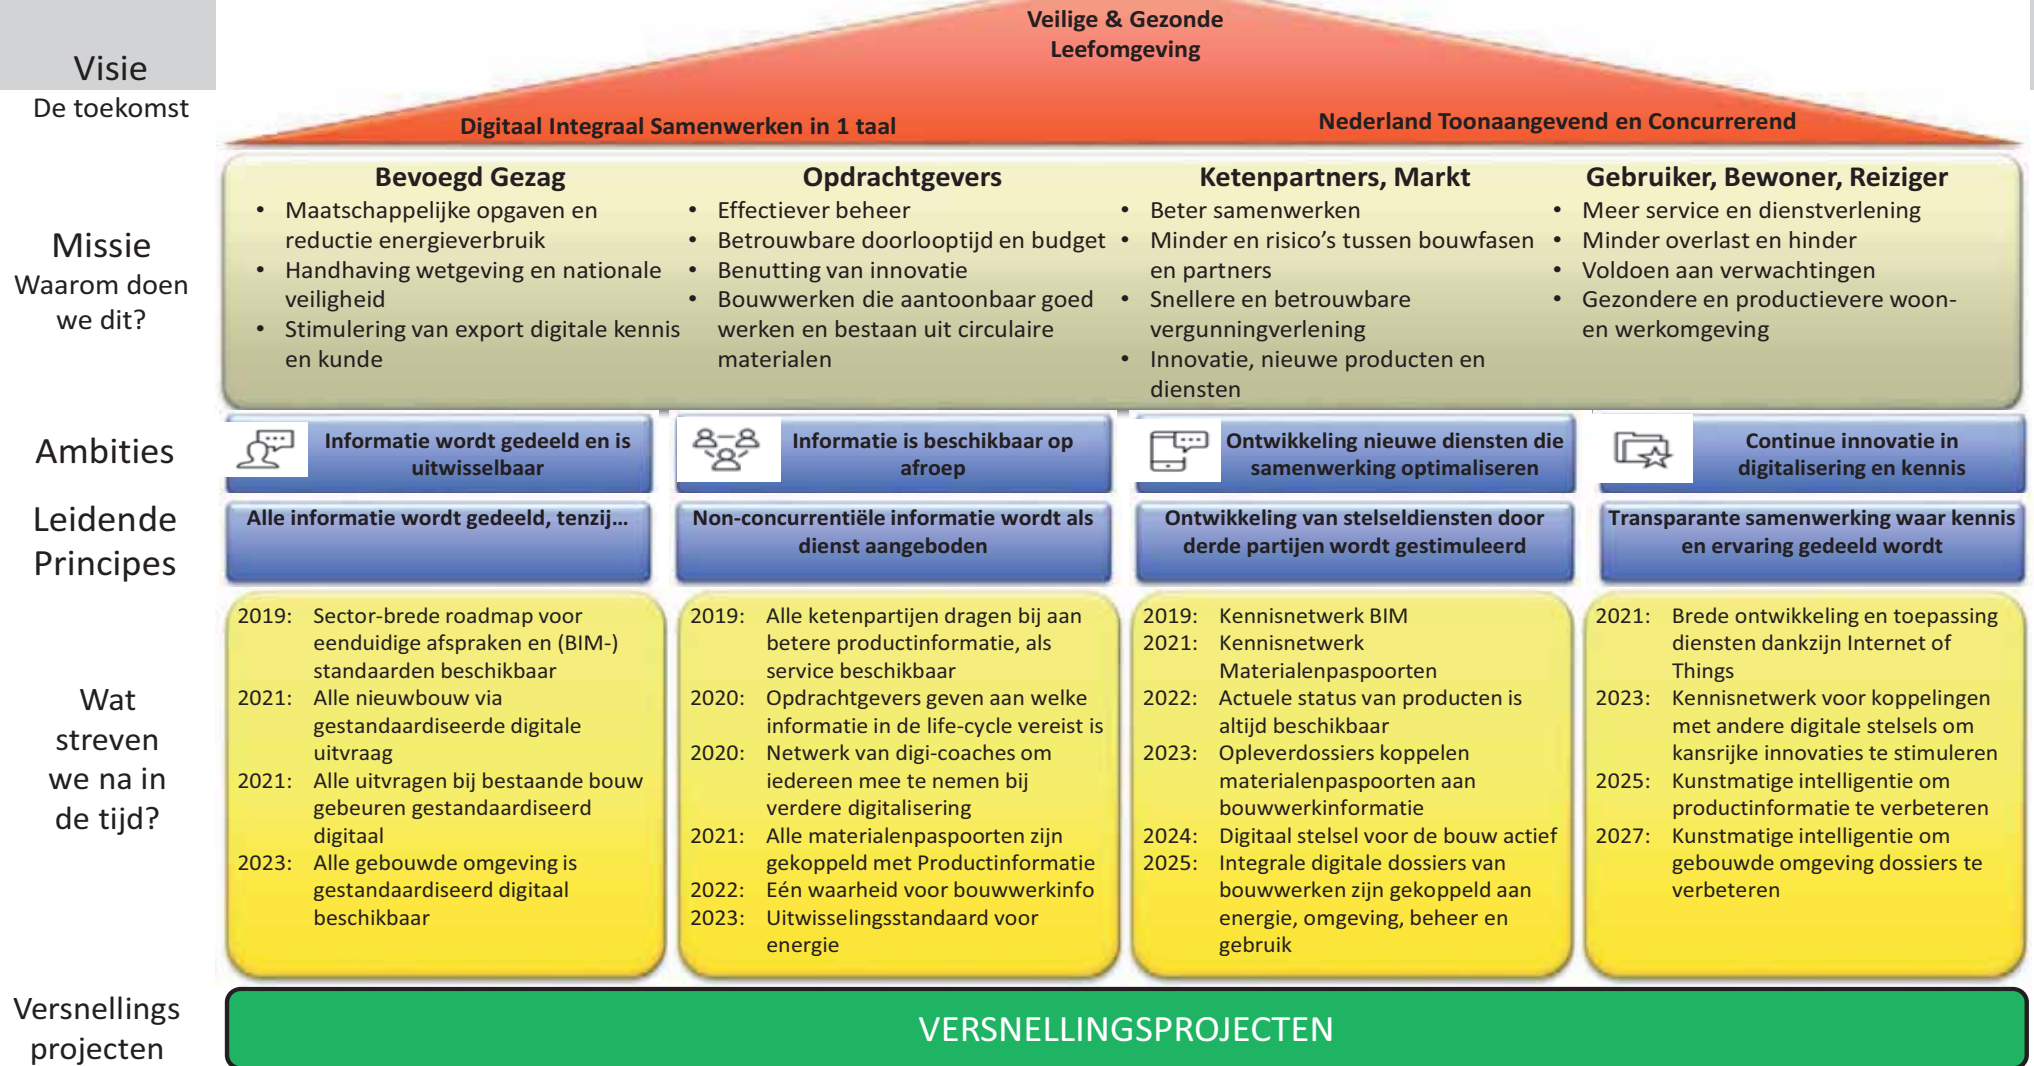 Visie
De toekomst
Veilige & Gezonde
Leefomgeving
Digitaal Integraal Samenwerken in 1 taal
Nederland Toonaangevend en Concurrerend
Missie
Waarom doen
we dit?
Bevoegd Gezag
• Maatschappelijke opgaven en
reductie energieverbruik
• Handhaving wetgeving en nationale
veiligheid
• Stimulering van export digitale kennis
en kunde
Opdrachtgevers
• Effectiever beheer
• Betrouwbare doorlooptijd en budget
• Benutting van innovatie
• Bouwwerken die aantoonbaar goed
werken en bestaan uit circulaire
materialen
Ketenpartners, Markt
• Beter samenwerken
• Minder en risico's tussen bouwfasen
en partners
• Snellere en betrouwbare
vergunningverlening
• Innovatie, nieuwe producten en
diensten
Gebruiker, Bewoner, Reiziger
• Meer service en dienstverlening
• Minder overlast en hinder
• Voldoen aan verwachtingen
• Gezondere en productievere woon-
en werkomgeving
Ambities
Informatie wordt gedeeld en is
uitwisselbaar
Informatie is beschikbaar op
afroep
Ontwikkeling nieuwe diensten die
samenwerking optimaliseren
Continue innovatie in
digitalisering en kennis
Leidende
Principes
Alle informatie wordt gedeeld, tenzij...
Non-concurrentiële informatie wordt als
dienst aangeboden
Ontwikkeling van stelseldiensten door
derde partijen wordt gestimuleerd
Transparante samenwerking waar kennis
en ervaring gedeeld wordt
Wat
streven
we na in
de tijd?
2019: Sector-brede roadmap voor
eenduidige afspraken en (BIM-)
standaarden beschikbaar
2021: Alle nieuwbouw via
gestandaardiseerde digitale
uitvraag
2021: Alle uitvragen bij bestaande bouw
gebeuren gestandaardiseerd
digitaal
2023: Alle gebouwde omgeving is
gestandaardiseerd digitaal
beschikbaar
2019: Alle ketenpartijen dragen bij aan
betere productinformatie, als
service beschikbaar
2020: Opdrachtgevers geven aan welke
informatie in de life-cycle vereist is
2020: Netwerk van digi-coaches om
iedereen mee te nemen bij
verdere digitalisering
2021: Alle materialenpaspoorten zijn
gekoppeld met Productinformatie
2022: Eén waarheid voor bouwwerkinfo
2023: Uitwisselingsstandaard voor
energie
2019: Kennisnetwerk BIM
2021: Kennisnetwerk
Materialenpaspoorten
2022: Actuele status van producten is
altijd beschikbaar
2023: Opleverdossiers koppelen
materialenpaspoorten aan
bouwwerkinformatie
2024: Digitaal stelsel voor de bouw actief
2025: Integrale digitale dossiers van
bouwwerken zijn gekoppeld aan
energie, omgeving, beheer en
gebruik
2021: Brede ontwikkeling en toepassing
diensten dankzijn Internet of
Things
2023: Kennisnetwerk voor koppelingen
met andere digitale stelsels om
kansrijke innovaties te stimuleren
2025: Kunstmatige intelligentie om
productinformatie te verbeteren
2027: Kunstmatige intelligentie om
gebouwde omgeving dossiers te
verbeteren
Versnellings
projecten
VERSNELLINGSPROJECTEN